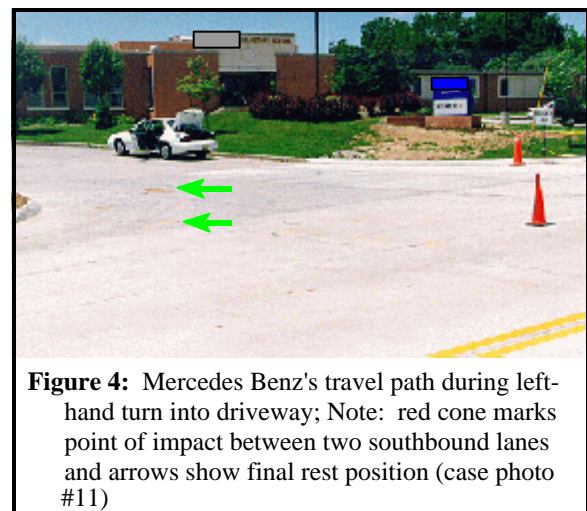 Figure 4: Mercedes Benz's travel path during left-
hand turn into driveway; Note: red cone marks
point of impact between two southbound lanes
and arrows show final rest position (case photo
#11)